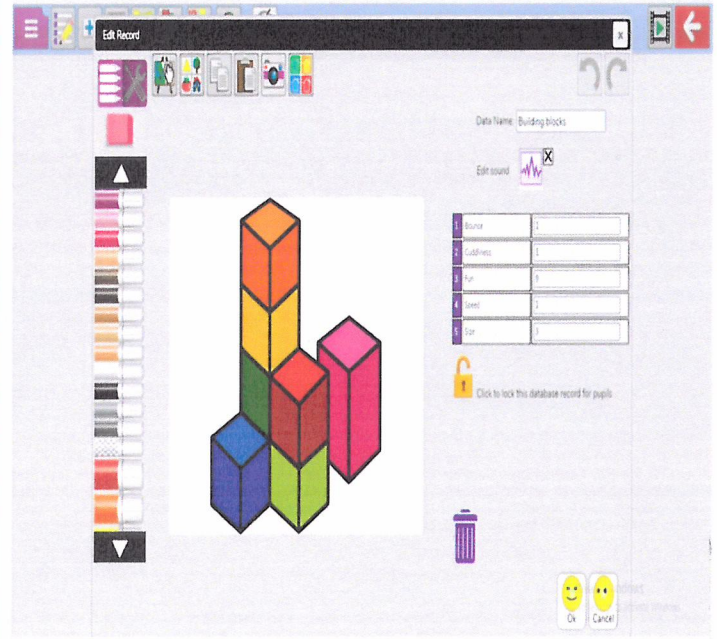 Edit Record
x
Data Name: Building blocks
Edit sound
X
1 Bounce
2 Cuddliness
3 Fun
4 Speed
5 Size
Click to lock this database record for pupils
Ok
Cancel